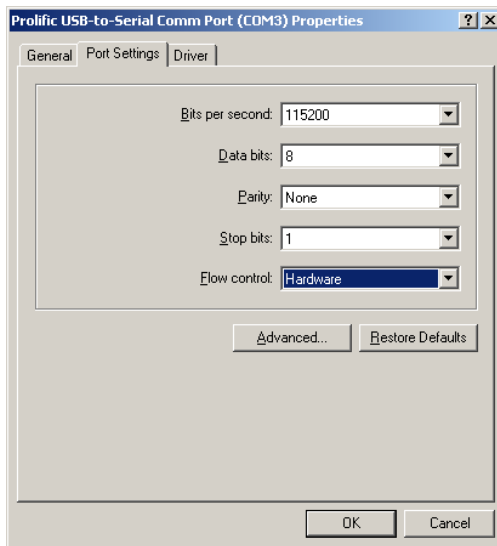 Prolific USB-to-Serial Comm Port (COM3) Properties
General Port Settings Driver
Bits per second: 115200
Data bits: 8
Parity: None
Stop bits: 1
Flow control: Hardware
Advanced... Restore Defaults
OK Cancel